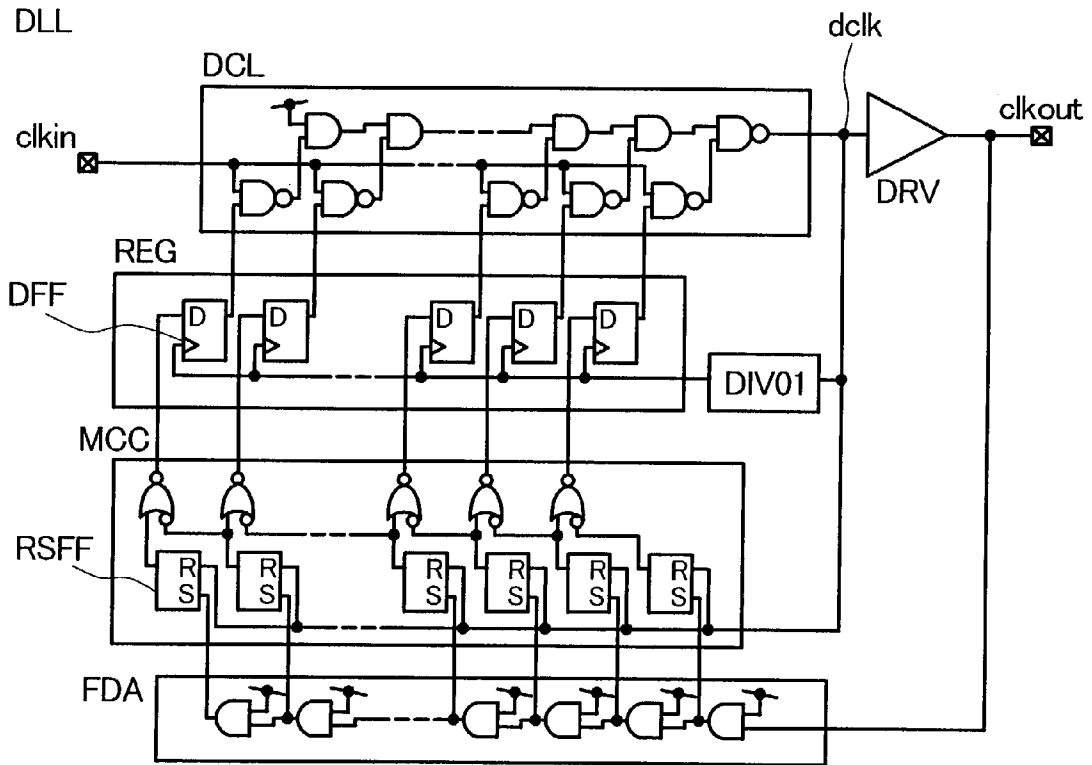 DLL
dclk
DCL
clkin
clkout
DRV
REG
DFF
D
D
D
D
D
DIV01
MCC
RSFF
R
S
R
S
R
S
R
S
R
S
R
S
FDA